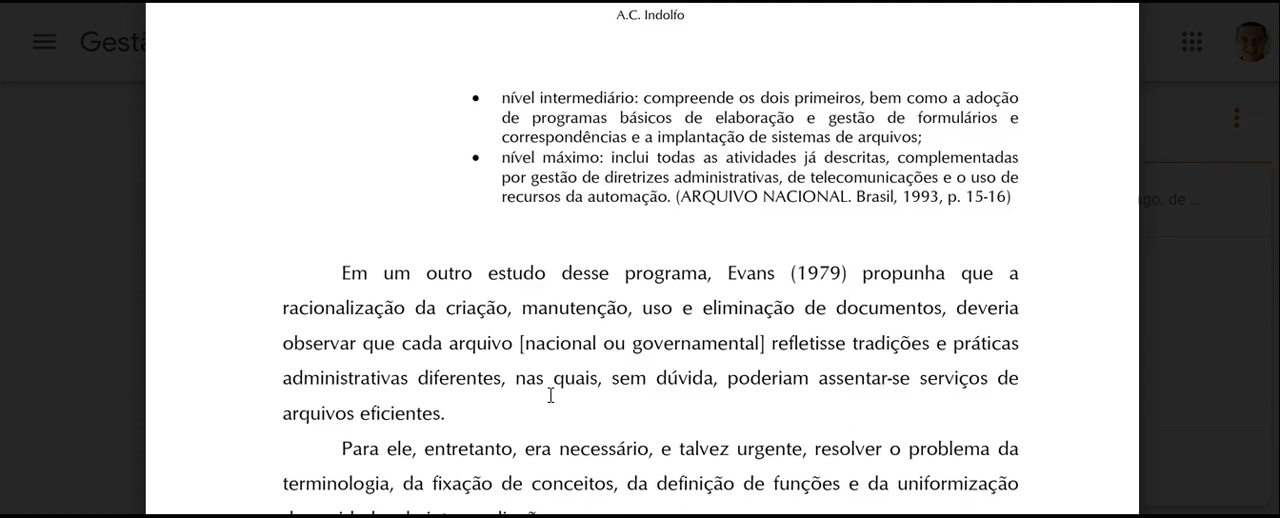 A.C. Indolfo
Gestã
• nível intermediário: compreende os dois primeiros, bem como a adoção
de programas básicos de elaboração e gestão de formulários e
correspondências e a implantação de sistemas de arquivos;
• nível máximo: inclui todas as atividades já descritas, complementadas
por gestão de diretrizes administrativas, de telecomunicações e o uso de
recursos da automação. (ARQUIVO NACIONAL. Brasil, 1993, p. 15-16)
ago. de ...
Em um outro estudo desse programa, Evans (1979) propunha que a
racionalização da criação, manutenção, uso e eliminação de documentos, deveria
observar que cada arquivo [nacional ou governamental] refletisse tradições e práticas
administrativas diferentes, nas quais, sem dúvida, poderiam assentar-se serviços de
arquivos eficientes.
Para ele, entretanto, era necessário, e talvez urgente, resolver o problema da
terminologia, da fixação de conceitos, da definição de funções e da uniformização